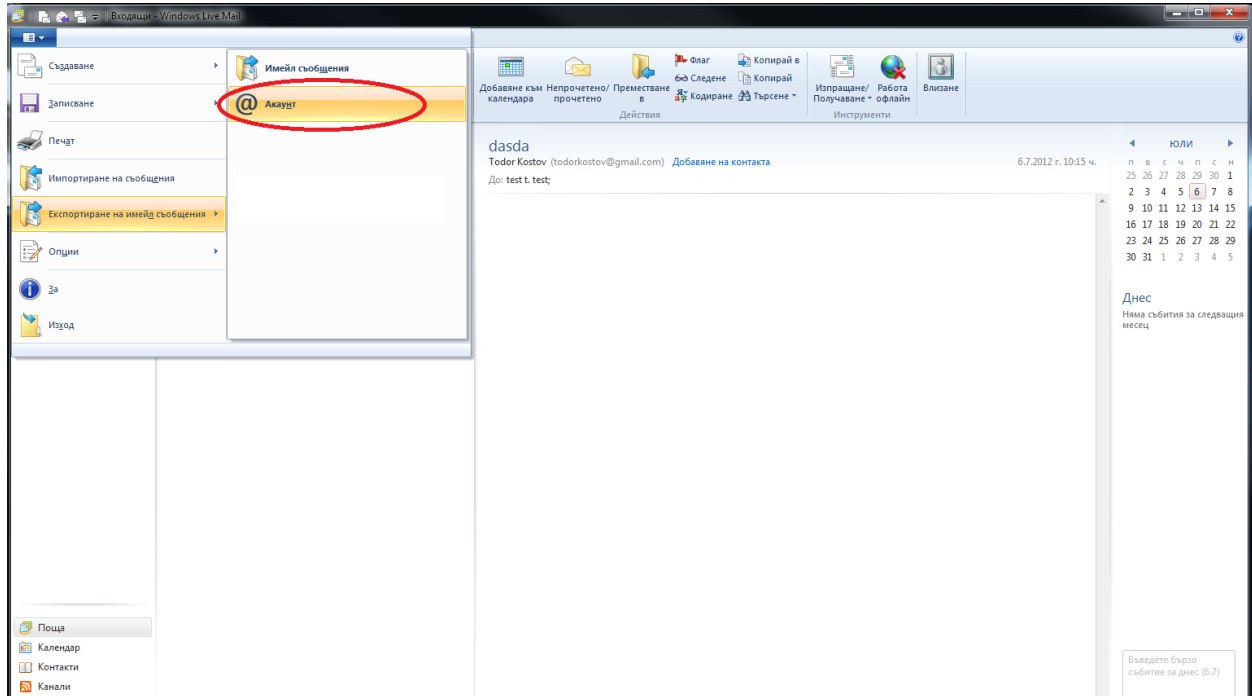 Входящи - Windows Live Mail
Създаване
Записване
Печат
Импортиране на съобщения
Експортиране на имейл съобщения
Опции
За
Изход
Имейл съобщения
@ Акаунт
Добавяне към календара
Непрочетено/ прочетено
Преместване в
Флаг
Следене
Кодиране
Копирай в
Копирай
Търсене
Действия
Изпращане/ Получаване
Работа офлайн
Инструменти
Влизане
dasda
Todor Kostov (todorkostov@gmail.com) Добавяне на контакта
6.7.2012 г. 10:15 ч.
До: test t. test;
юли
п в с ч п с н
25 26 27 28 29 30 1
2 3 4 5 6 7 8
9 10 11 12 13 14 15
16 17 18 19 20 21 22
23 24 25 26 27 28 29
30 31 1 2 3 4 5
Днес
Няма събития за следващия
месец
Поща
Календар
Контакти
Канали
Въведете бързо
събитие за днес (6.7)